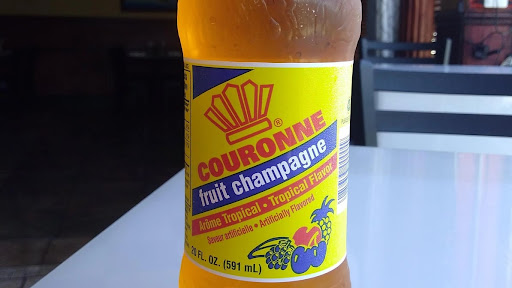 ®
COURONNE
fruit champagne
Arôme Tropical • Tropical Flavor
Saveur artificielle • Artificially Flavored
20 FL. OZ. (591 mL)